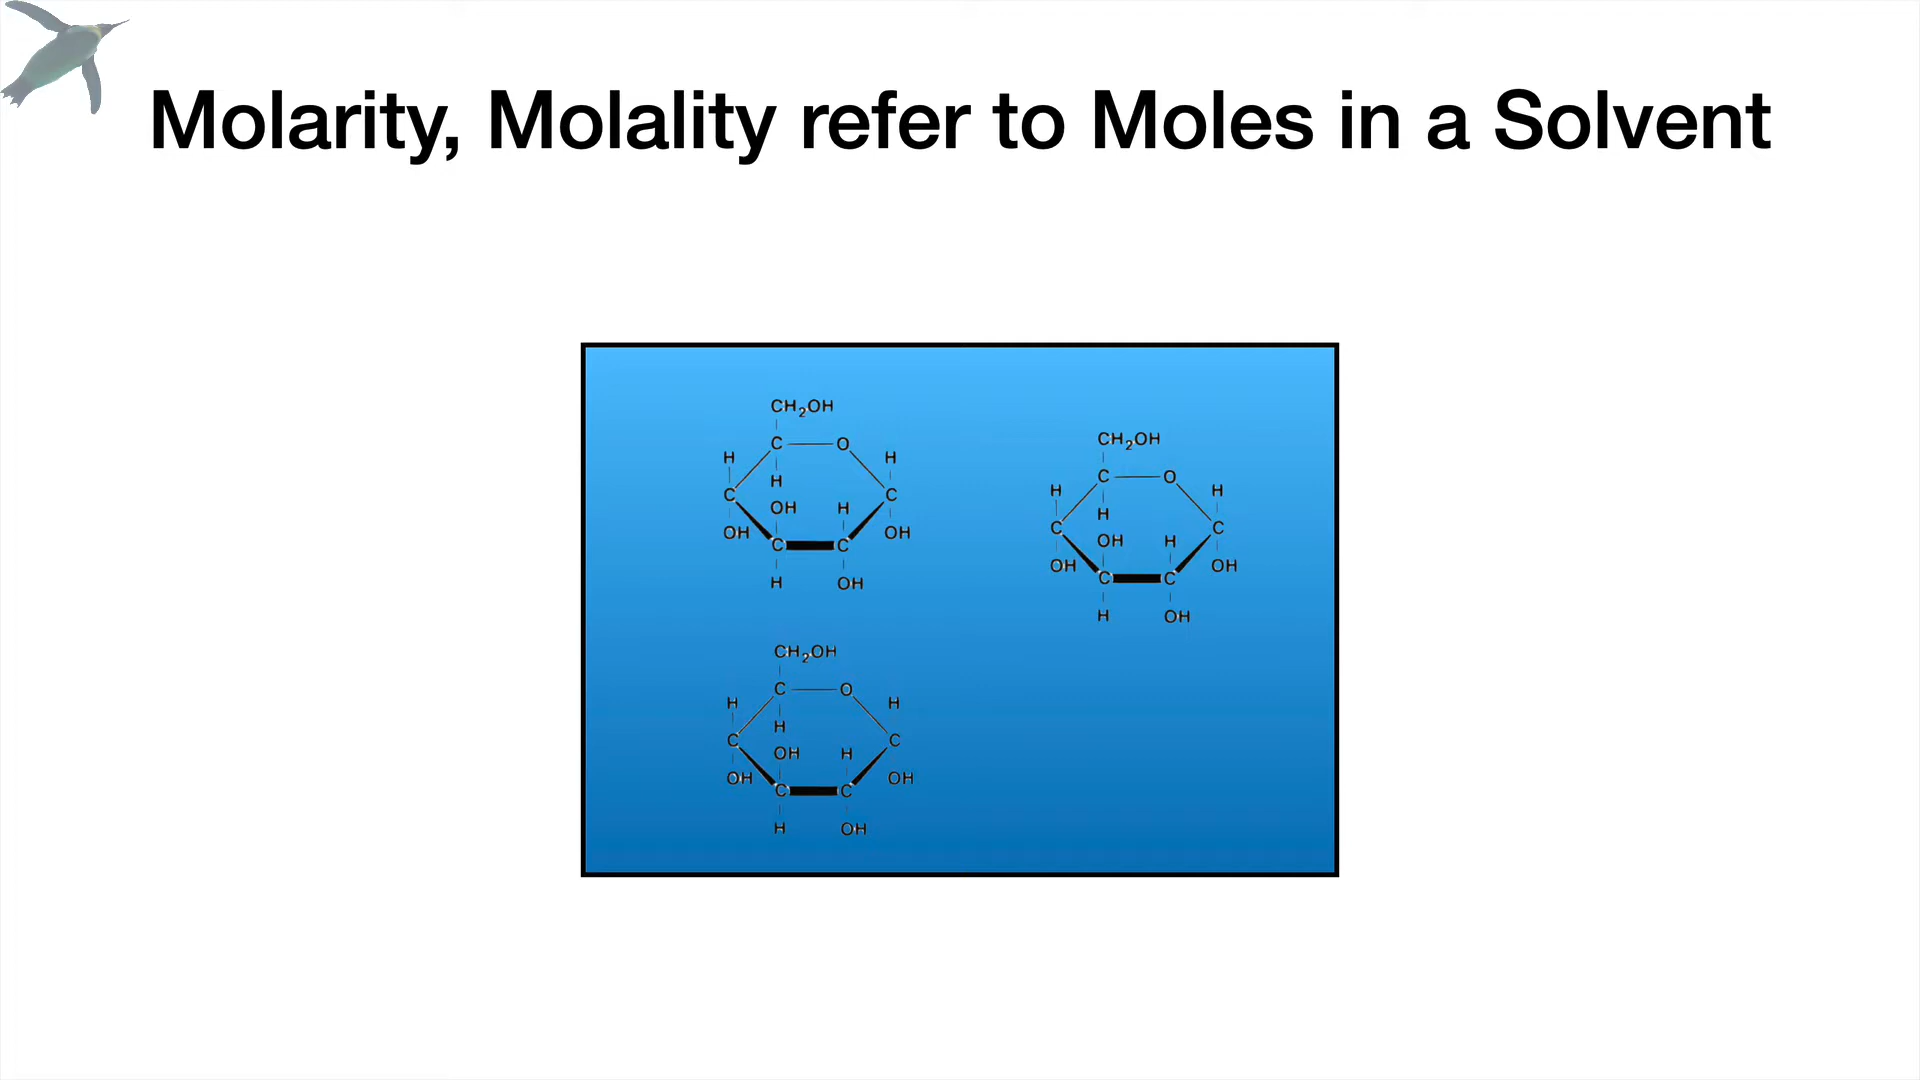 Molarity, Molality refer to Moles in a Solvent
CH₂OH
C O
H H
H
C C
OH H
OH OH
C C
H OH
CH₂OH
C O
H H
H
C C
OH H
OH OH
C C
H OH
CH₂OH
C O
H H
H
C C
OH H
OH OH
C C
H OH